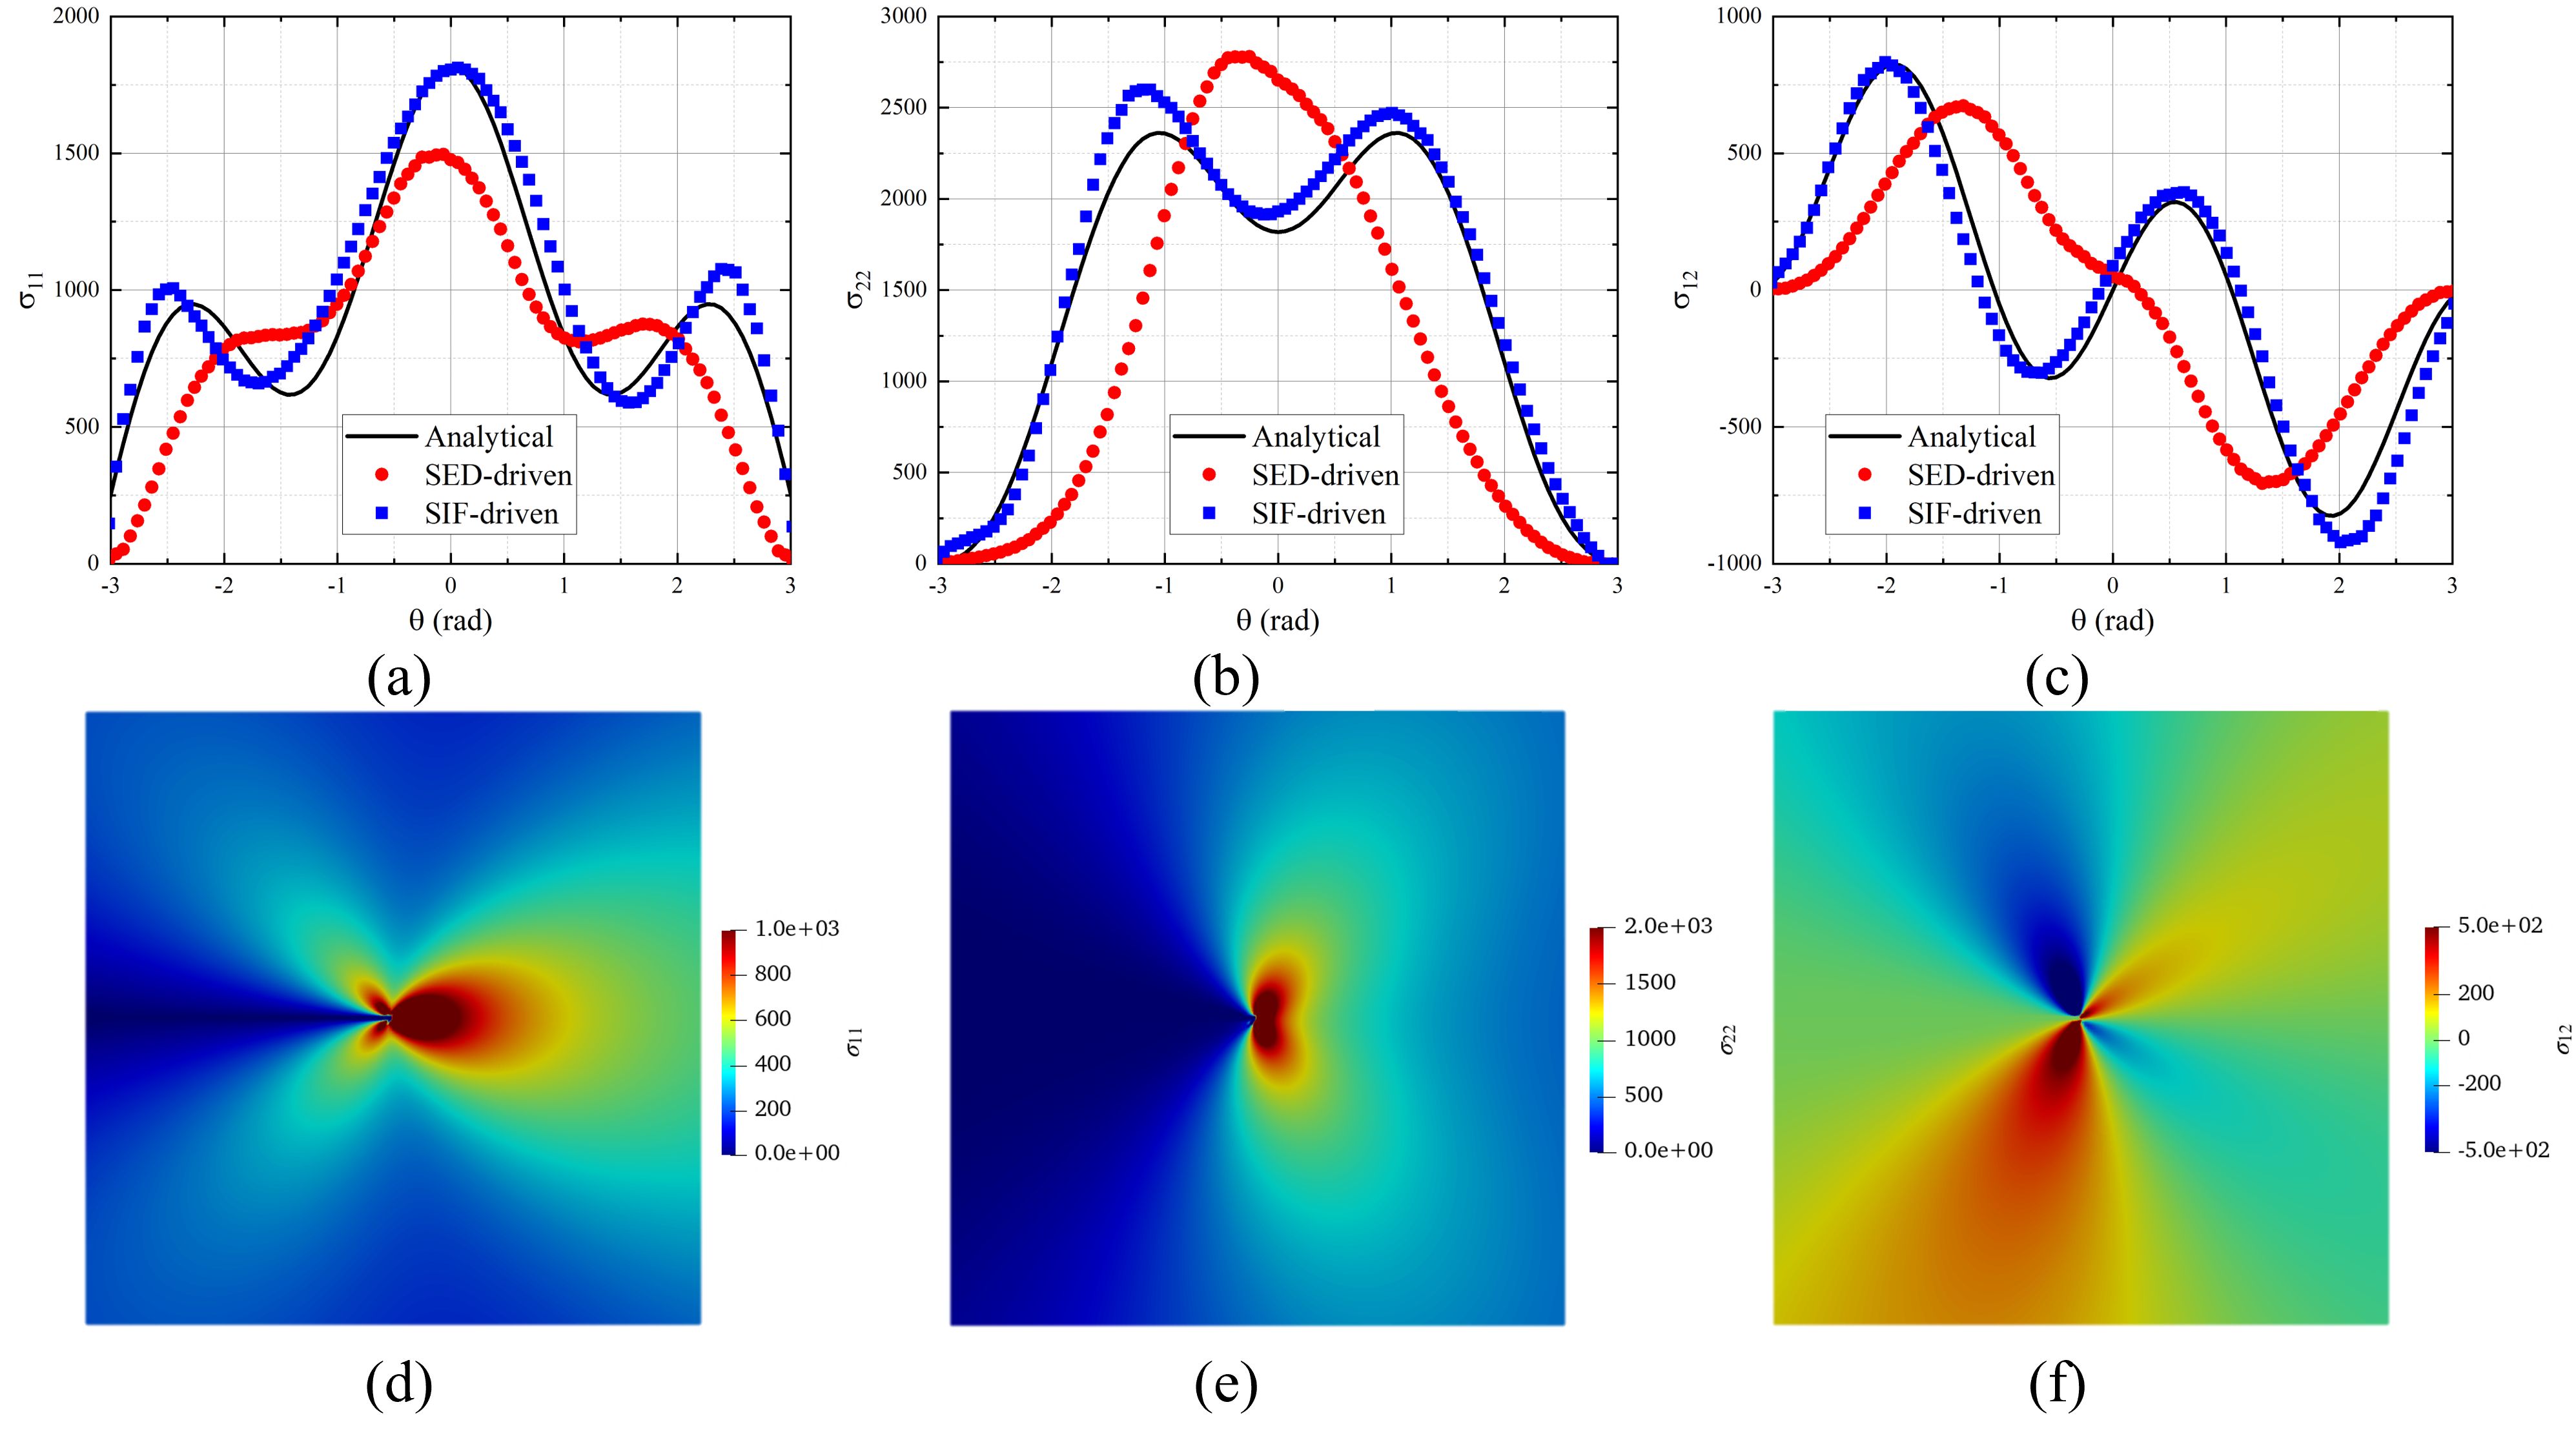 2000
1500
1000
500
0
σ11
-3 -2 -1 0 1 2 3
θ (rad)
Analytical
SED-driven
SIF-driven
(a)
3000
2500
2000
1500
1000
500
0
σ22
-3 -2 -1 0 1 2 3
θ (rad)
Analytical
SED-driven
SIF-driven
(b)
1000
500
0
-500
-1000
σ12
-3 -2 -1 0 1 2 3
θ (rad)
Analytical
SED-driven
SIF-driven
(c)
1.0e+03
800
600
400
200
0.0e+00
σ11
(d)
2.0e+03
1500
1000
500
0.0e+00
σ22
(e)
5.0e+02
200
0
-200
-5.0e+02
σ12
(f)